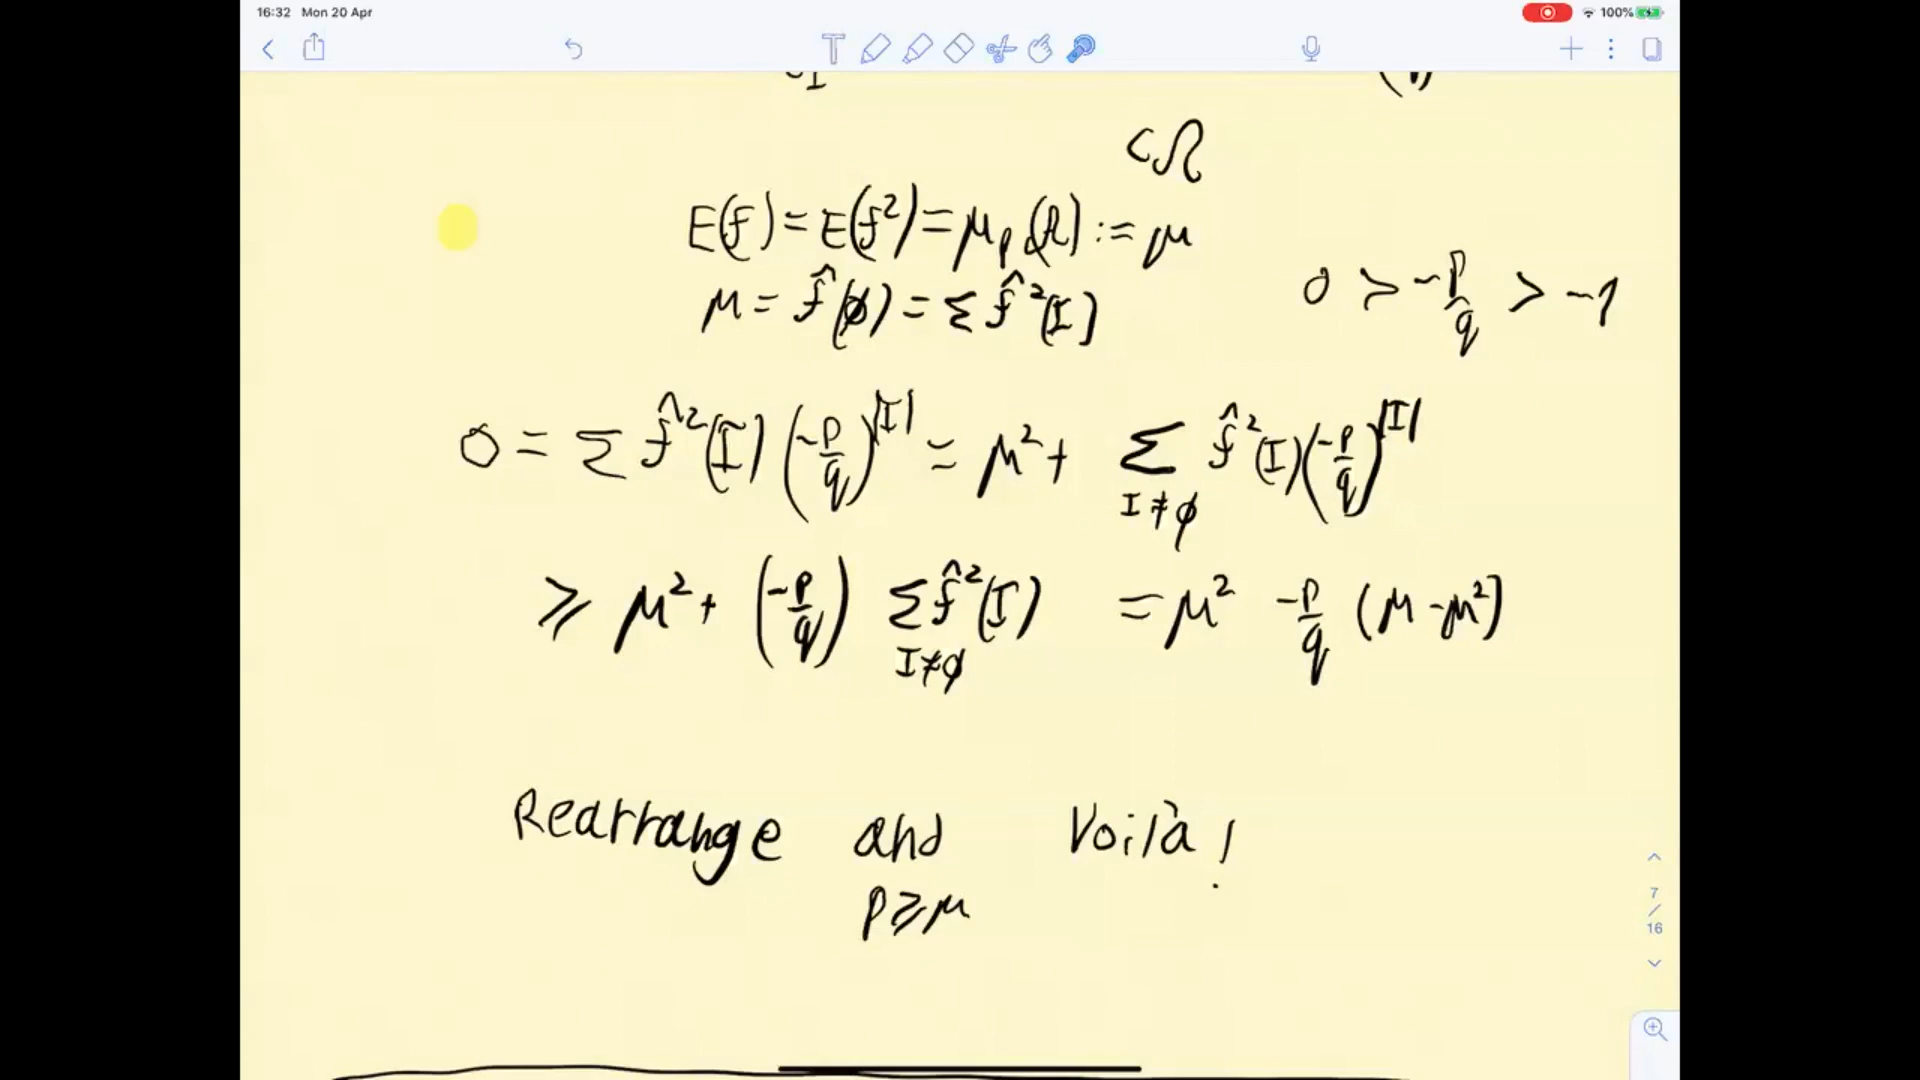 16:32 Mon 20 Apr 100%
E(f) = E(f²) = μₚ(A) := μ
μ = f̂(∅) = Σ f̂²(I)
0 > -p/q > -1
0 = Σ f̂²(I) (-p/q)^|I| = μ² + Σ_{I≠∅} f̂²(I) (-p/q)^|I|
≥ μ² + (-p/q) Σ_{I≠∅} f̂²(I) = μ² -p/q (μ - μ²)
Rearrange and Voilà!
p ≥ μ
7
/
16